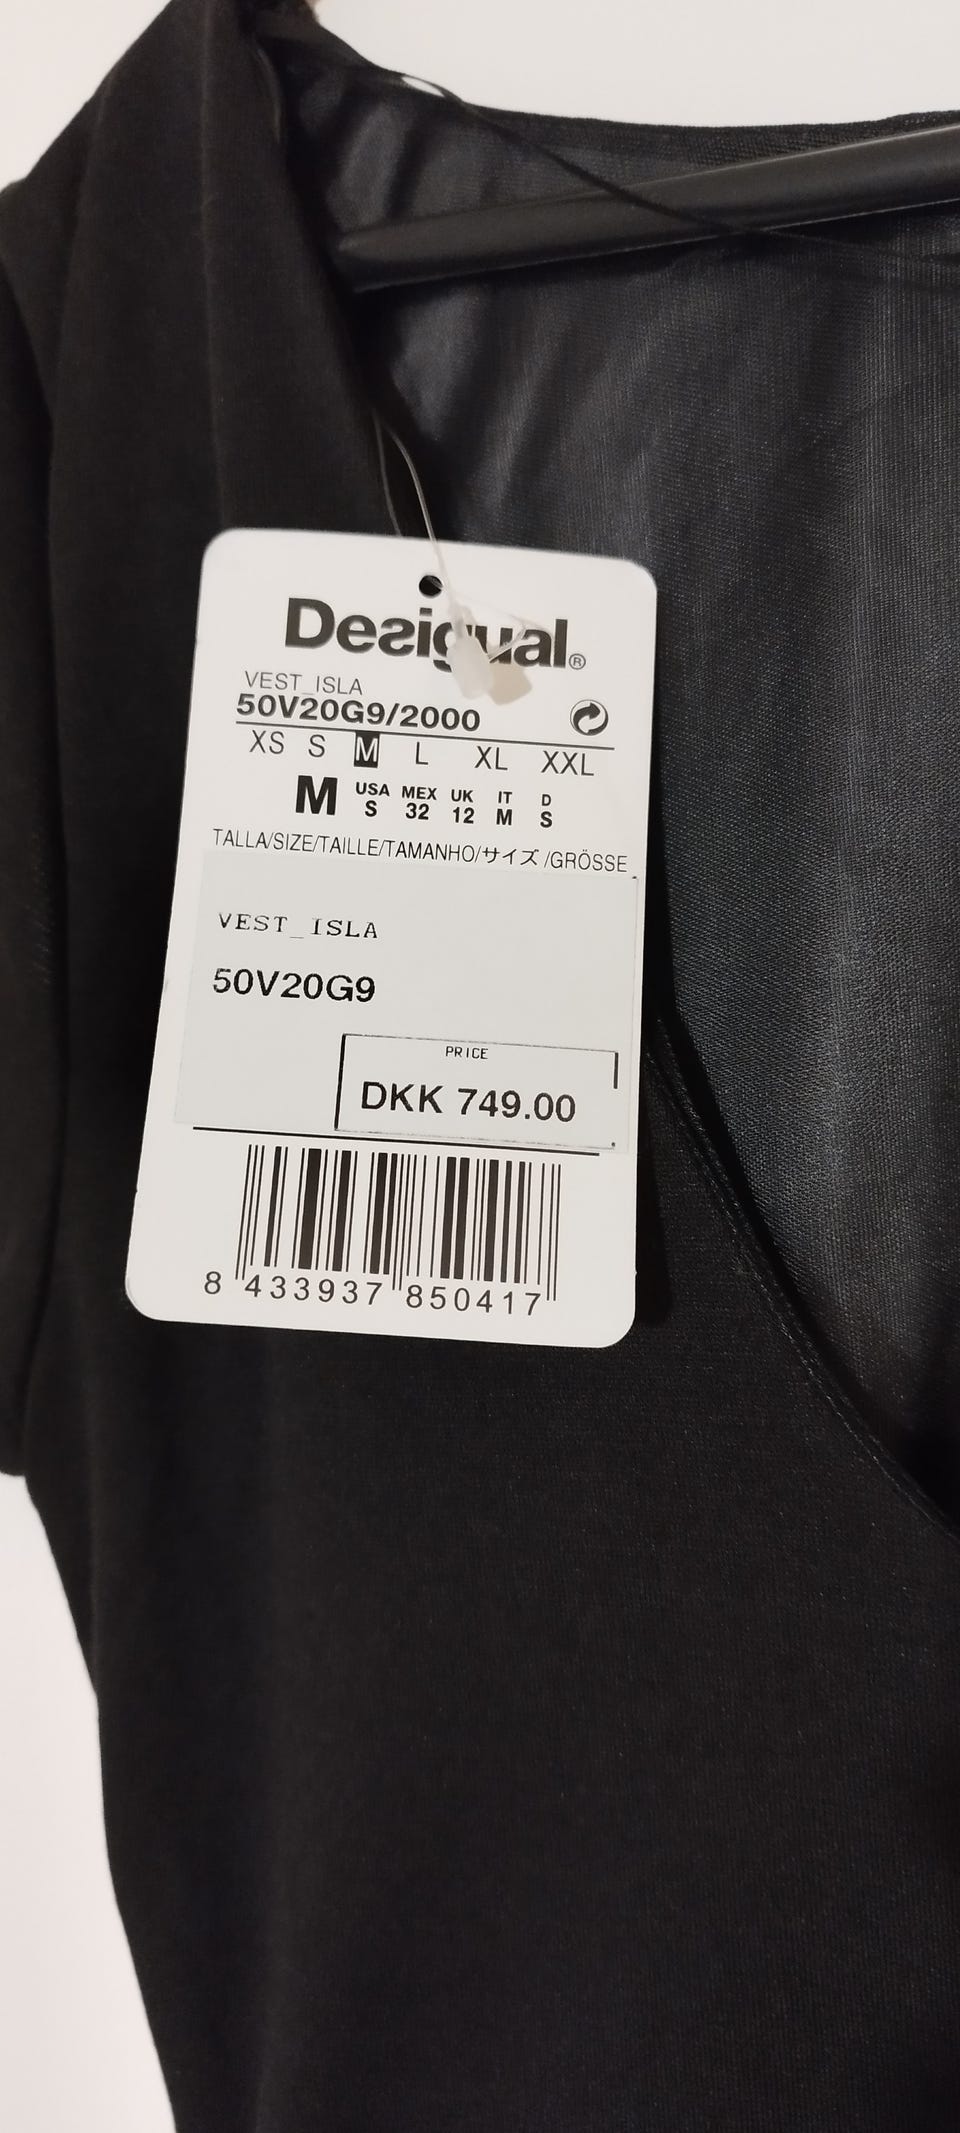 Desigual®
VEST_ISLA
50V20G9/2000
XS S M L XL XXL
M USA MEX UK IT D
S 32 12 M S
TALLA/SIZE/TAILLE/TAMANHO/サイズ/GRÖSSE
VEST_ISLA
50V20G9
PRICE
DKK 749.00
8 433937 850417